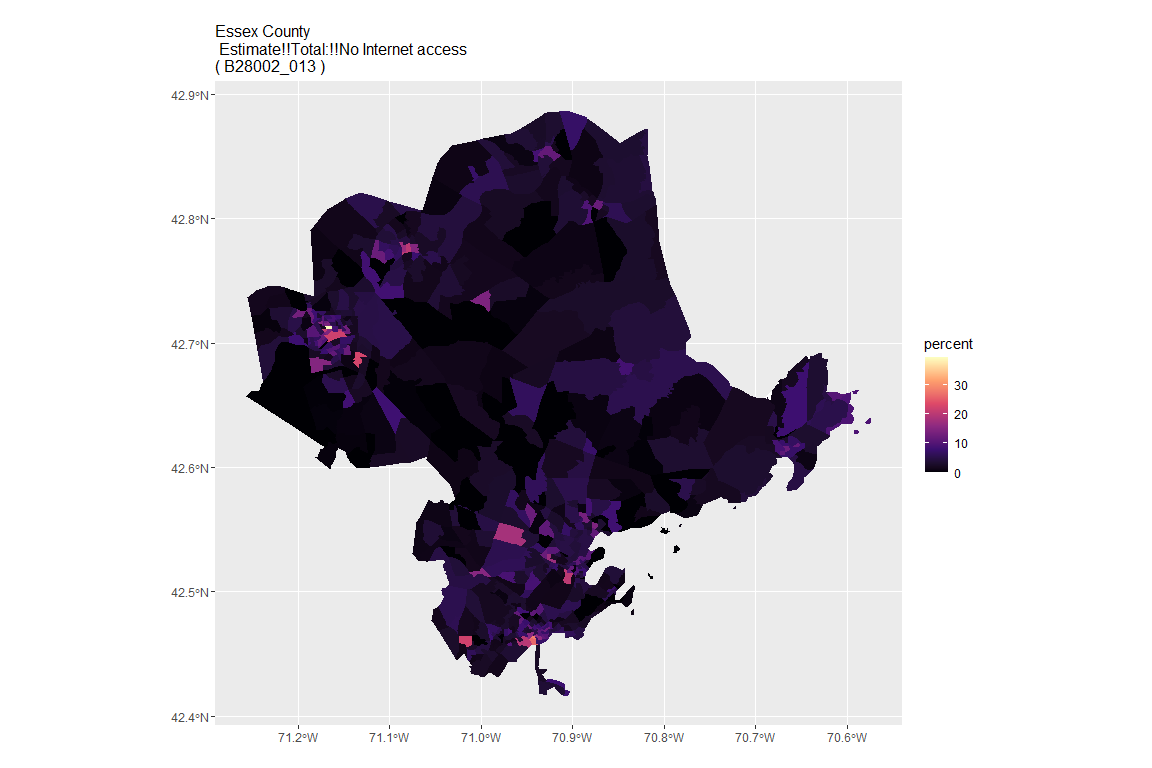 Essex County
Estimate!!Total:!!No Internet access
( B28002_013 )
42.9°N
42.8°N
42.7°N
42.6°N
42.5°N
42.4°N
71.2°W
71.1°W
71.0°W
70.9°W
70.8°W
70.7°W
70.6°W
percent
30
20
10
0